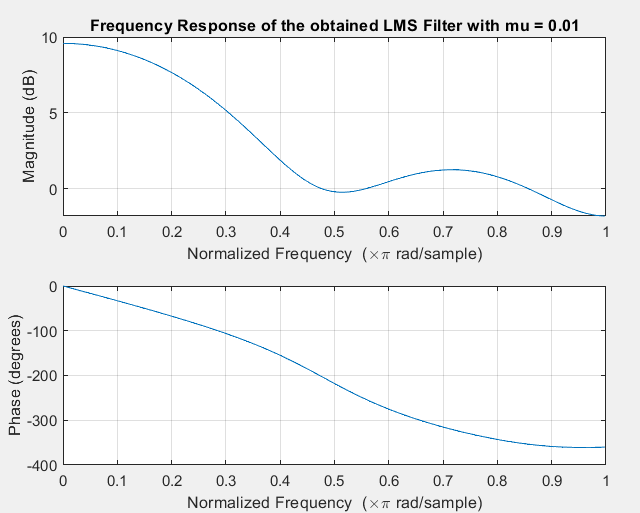 Frequency Response of the obtained LMS Filter with mu = 0.01
10
5
0
Magnitude (dB)
0 0.1 0.2 0.3 0.4 0.5 0.6 0.7 0.8 0.9 1
Normalized Frequency (×π rad/sample)
0
-100
-200
-300
-400
Phase (degrees)
0 0.1 0.2 0.3 0.4 0.5 0.6 0.7 0.8 0.9 1
Normalized Frequency (×π rad/sample)